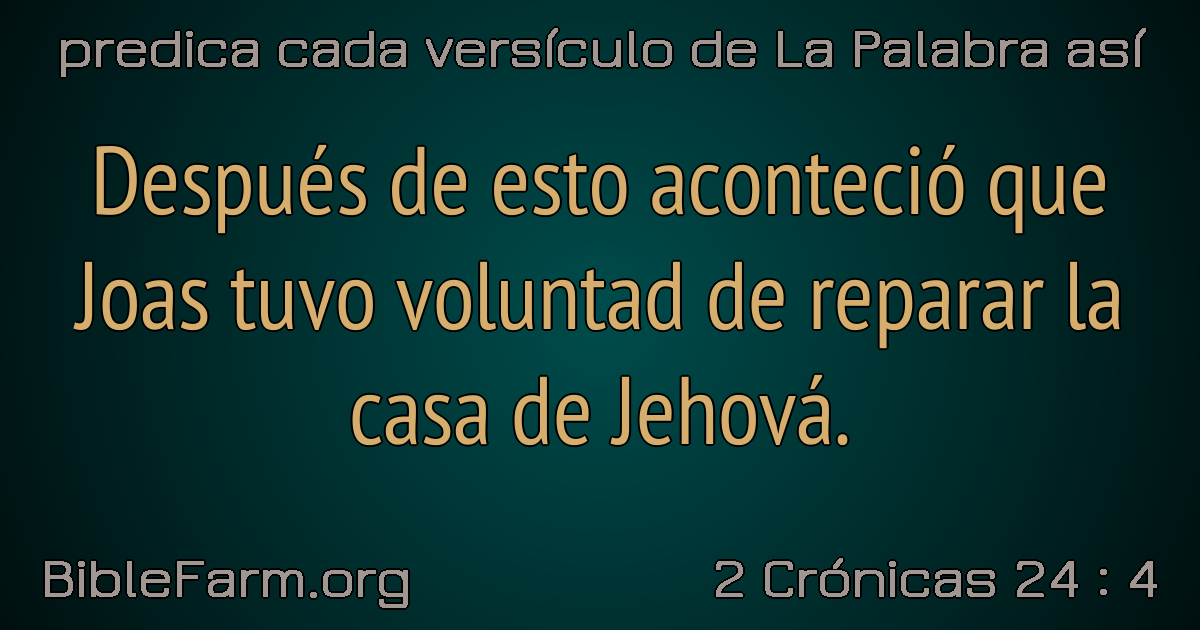 predica cada versículo de La Palabra así
Después de esto aconteció que
Joas tuvo voluntad de reparar la
casa de Jehová.
BibleFarm.org
2 Crónicas 24 : 4